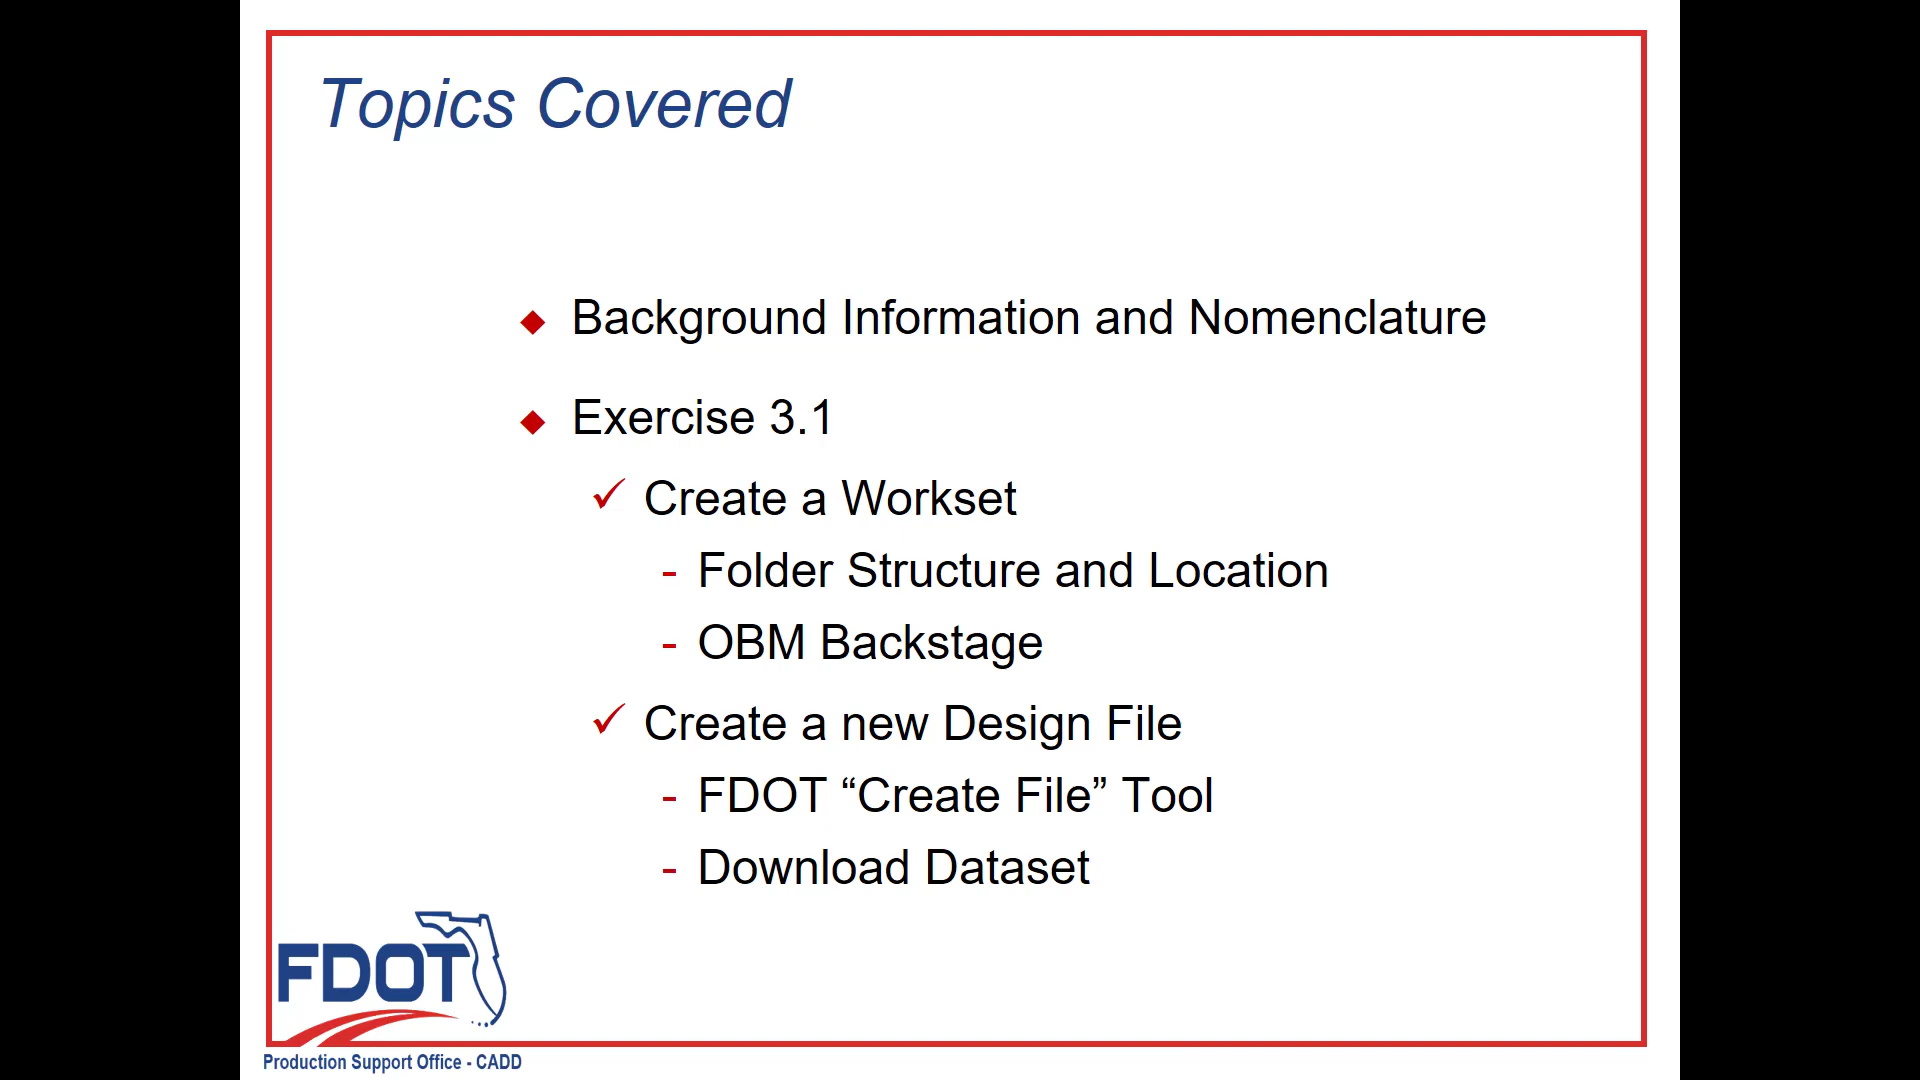 Topics Covered
Background Information and Nomenclature
Exercise 3.1
Create a Workset
- Folder Structure and Location
- OBM Backstage
Create a new Design File
- FDOT “Create File” Tool
- Download Dataset
FDOT
Production Support Office - CADD